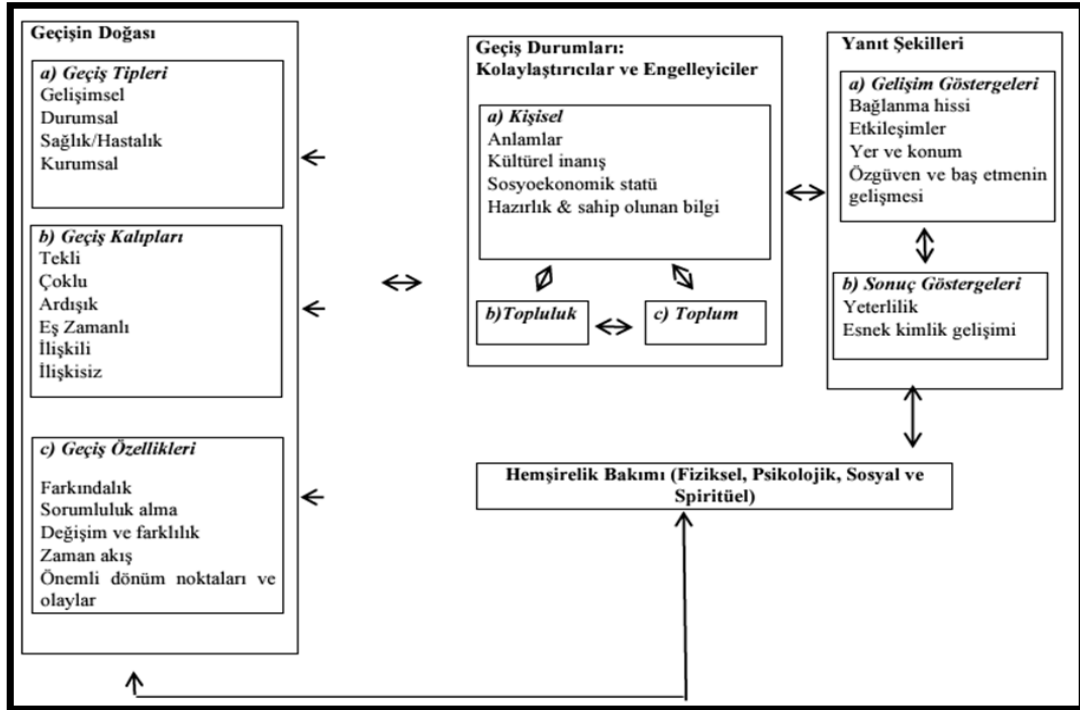 Geçişin Doğası
a) Geçiş Tipleri
Gelişimsel
Durumsal
Sağlık/Hastalık
Kurumsal
b) Geçiş Kalıpları
Tekli
Çoklu
Ardışık
Eş Zamanlı
İlişkili
İlişkisiz
c) Geçiş Özellikleri
Farkındalık
Sorumluluk alma
Değişim ve farklılık
Zaman akış
Önemli dönüm noktaları ve
olaylar
Geçiş Durumları:
Kolaylaştırıcılar ve Engelleyiciler
a) Kişisel
Anlamlar
Kültürel inanış
Sosyoekonomik statü
Hazırlık & sahip olunan bilgi
b)Topluluk
c) Toplum
Yanıt Şekilleri
a) Gelişim Göstergeleri
Bağlanma hissi
Etkileşimler
Yer ve konum
Özgüven ve baş etmenin
gelişmesi
b) Sonuç Göstergeleri
Yeterlilik
Esnek kimlik gelişimi
Hemşirelik Bakımı (Fiziksel, Psikolojik, Sosyal ve
Spiritüel)